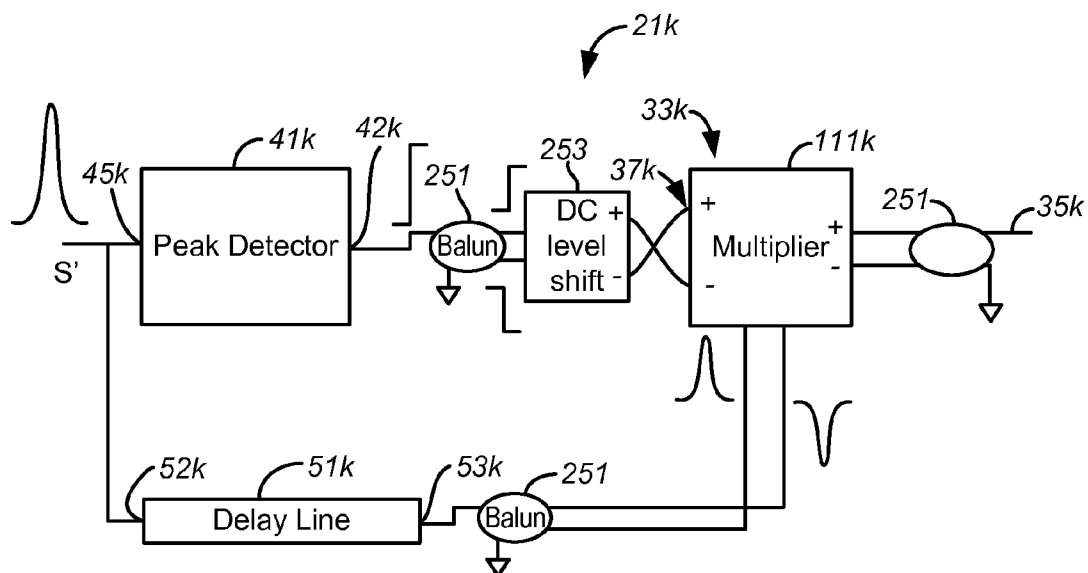 21k
33k
41k
42k
111k
45k
251
253
37k
251
35k
DC
+
+
Peak Detector
Balun
level
Multiplier
+
S'
shift
-
-
-
52k
51k
53k
251
Delay Line
Balun